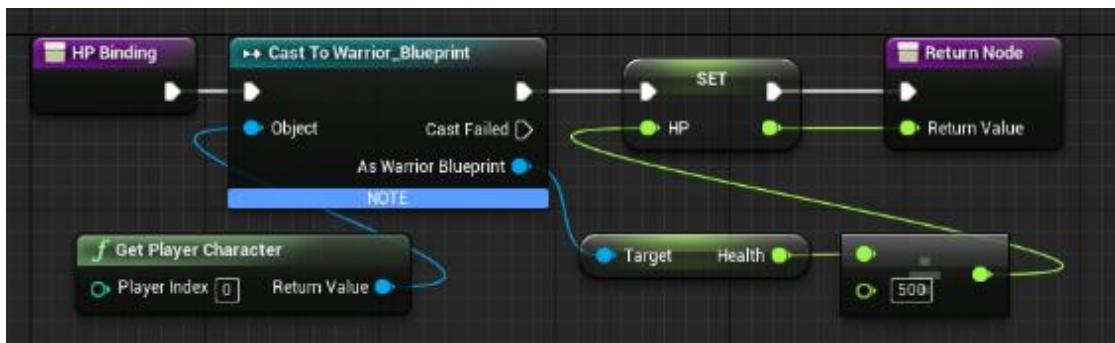 HP Binding
Cast To Warrior_Blueprint
SET
Return Node
Object
Cast Failed
HP
Return Value
As Warrior Blueprint
NOTE
f Get Player Character
Target
Health
Player Index 0
Return Value
500